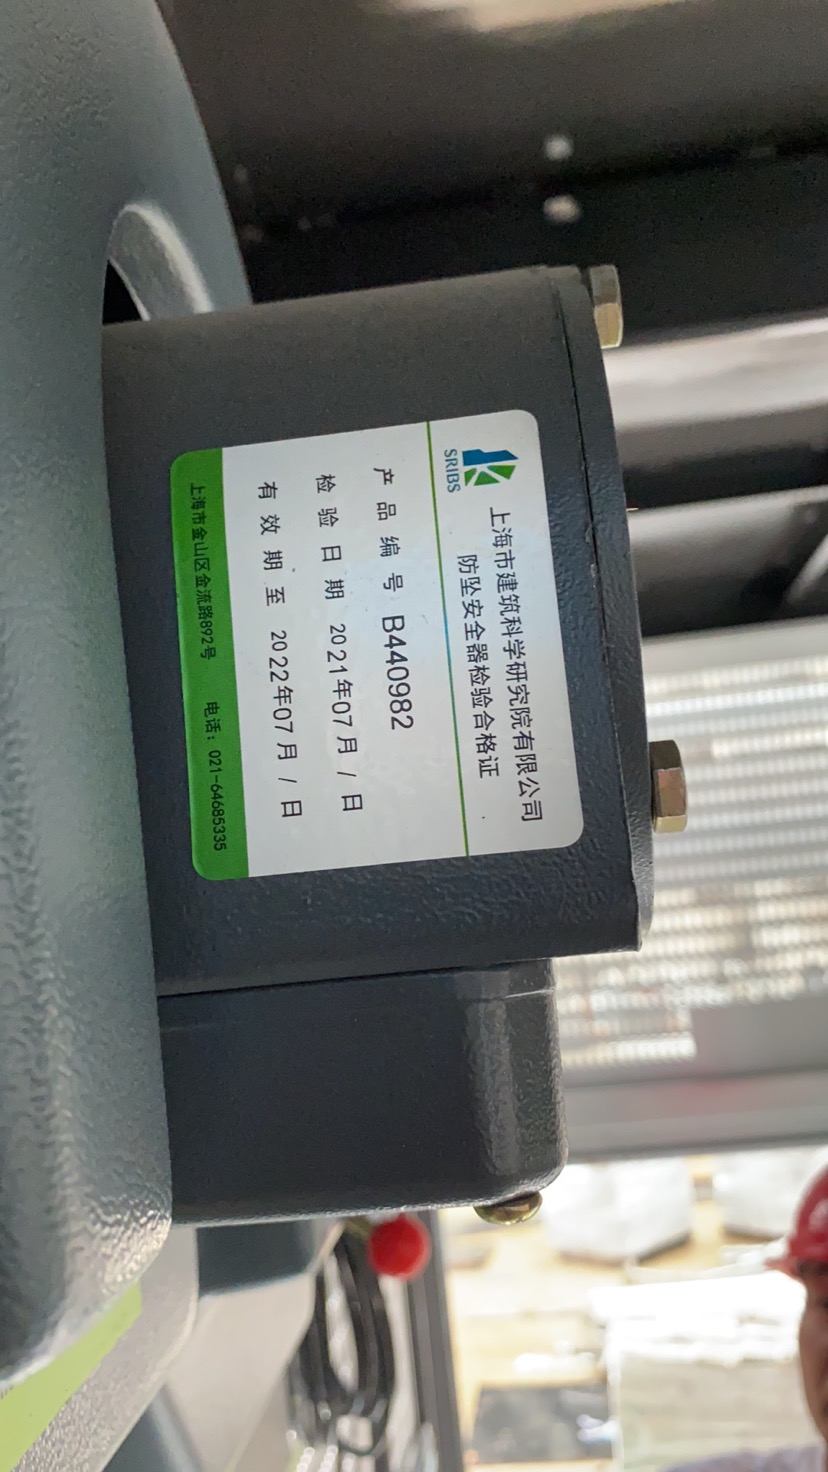 SRIBS
上海市建筑科学研究院有限公司
防坠安全器检验合格证
产品编号 B440982
检验日期 2021年07月/日
有效期至 2022年07月/日
上海市金山区金流路892号 电话：021-64685335